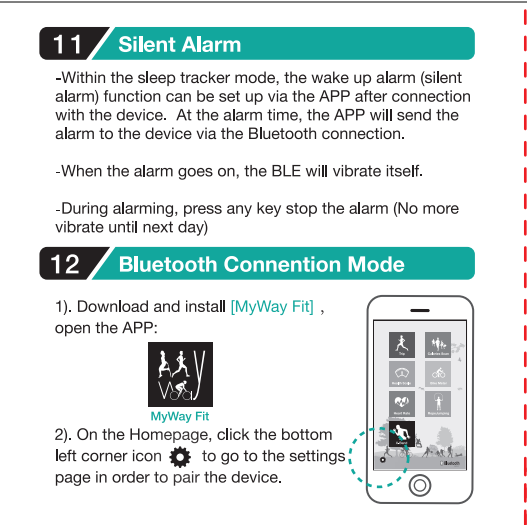 11 Silent Alarm
-Within the sleep tracker mode, the wake up alarm (silent
alarm) function can be set up via the APP after connection
with the device. At the alarm time, the APP will send the
alarm to the device via the Bluetooth connection.
-When the alarm goes on, the BLE will vibrate itself.
-During alarming, press any key stop the alarm (No more
vibrate until next day)
12 Bluetooth Connention Mode
1). Download and install [MyWay Fit] ,
open the APP:
Way
MyWay Fit
2). On the Homepage, click the bottom
left corner icon to go to the settings
page in order to pair the device.
Bluetooth